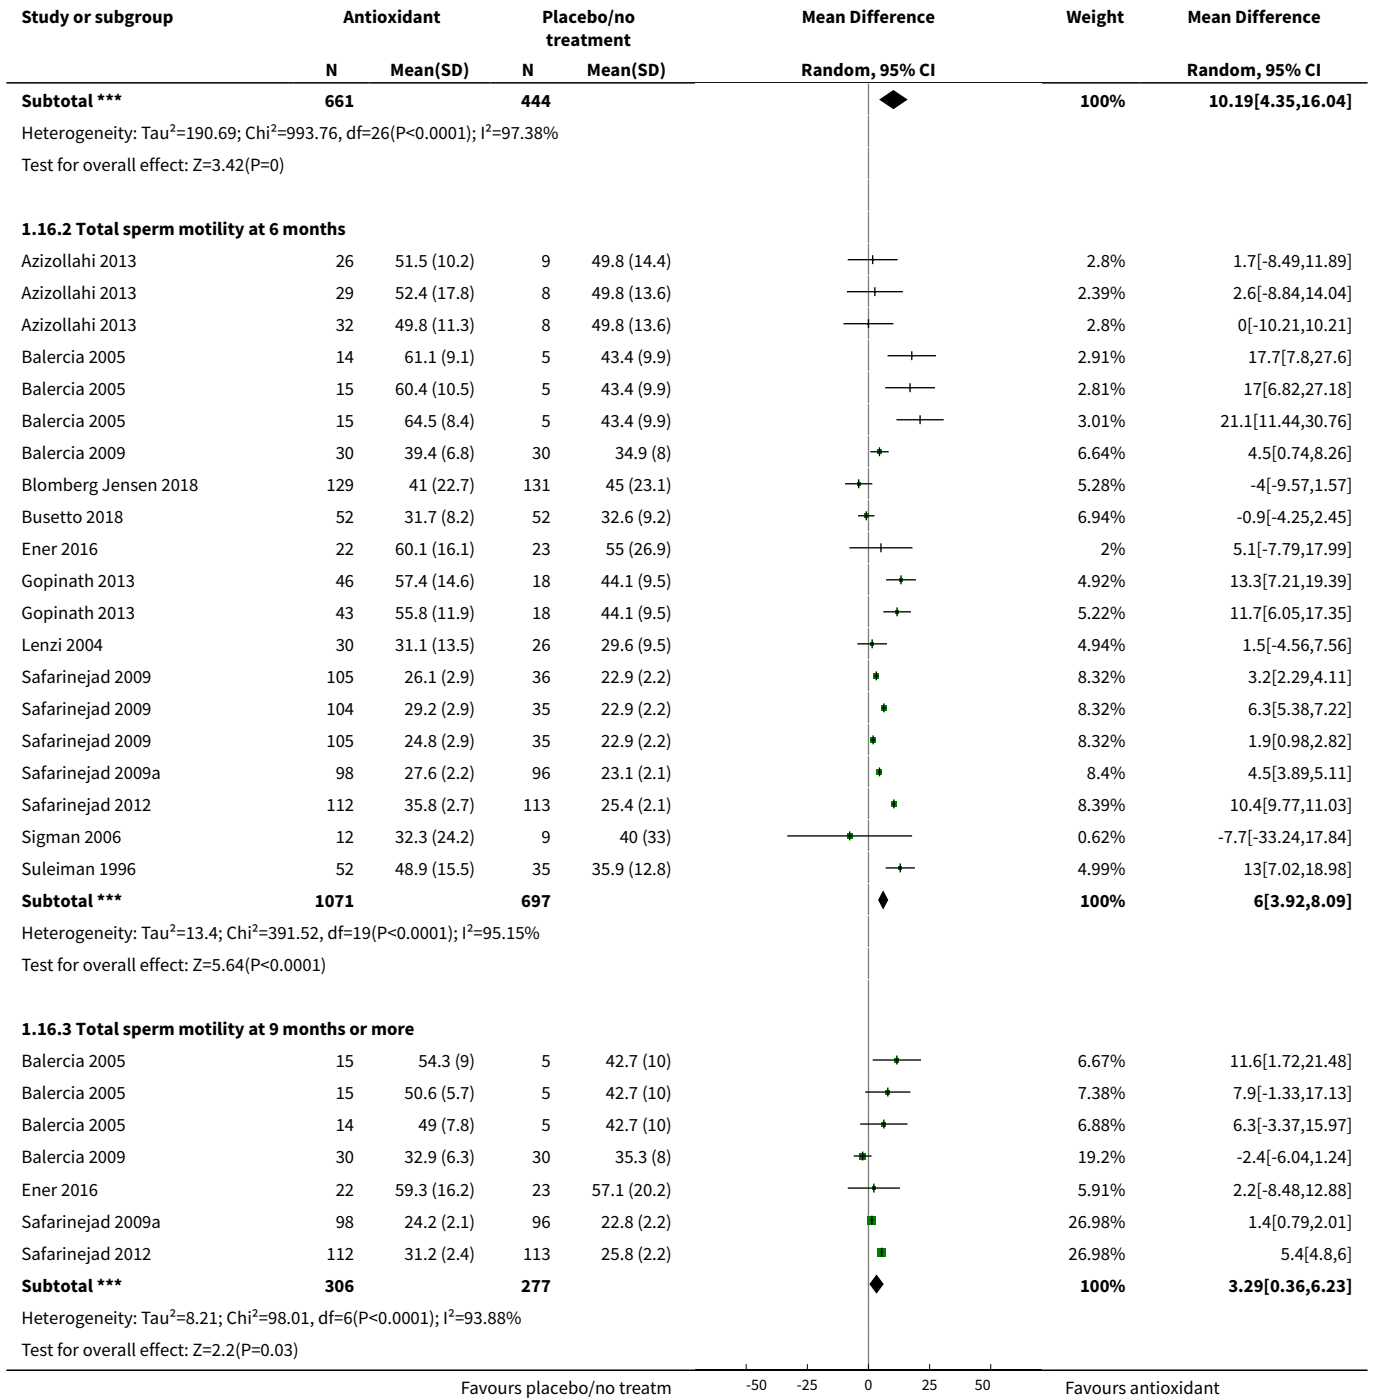 Study or subgroup Antioxidant Placebo/no treatment Mean Difference Weight Mean Difference
N Mean(SD) N Mean(SD) Random, 95% CI Random, 95% CI
Subtotal *** 661 444 100% 10.19[4.35,16.04]
Heterogeneity: Tau²=190.69; Chi²=993.76, df=26(P<0.0001); I²=97.38%
Test for overall effect: Z=3.42(P=0)
1.16.2 Total sperm motility at 6 months
Azizollahi 2013 26 51.5 (10.2) 9 49.8 (14.4) 2.8% 1.7[-8.49,11.89]
Azizollahi 2013 29 52.4 (17.8) 8 49.8 (13.6) 2.39% 2.6[-8.84,14.04]
Azizollahi 2013 32 49.8 (11.3) 8 49.8 (13.6) 2.8% 0[-10.21,10.21]
Balercia 2005 14 61.1 (9.1) 5 43.4 (9.9) 2.91% 17.7[7.8,27.6]
Balercia 2005 15 60.4 (10.5) 5 43.4 (9.9) 2.81% 17[6.82,27.18]
Balercia 2005 15 64.5 (8.4) 5 43.4 (9.9) 3.01% 21.1[11.44,30.76]
Balercia 2009 30 39.4 (6.8) 30 34.9 (8) 6.64% 4.5[0.74,8.26]
Blomberg Jensen 2018 129 41 (22.7) 131 45 (23.1) 5.28% -4[-9.57,1.57]
Busetto 2018 52 31.7 (8.2) 52 32.6 (9.2) 6.94% -0.9[-4.25,2.45]
Ener 2016 22 60.1 (16.1) 23 55 (26.9) 2% 5.1[-7.79,17.99]
Gopinath 2013 46 57.4 (14.6) 18 44.1 (9.5) 4.92% 13.3[7.21,19.39]
Gopinath 2013 43 55.8 (11.9) 18 44.1 (9.5) 5.22% 11.7[6.05,17.35]
Lenzi 2004 30 31.1 (13.5) 26 29.6 (9.5) 4.94% 1.5[-4.56,7.56]
Safarinejad 2009 105 26.1 (2.9) 36 22.9 (2.2) 8.32% 3.2[2.29,4.11]
Safarinejad 2009 104 29.2 (2.9) 35 22.9 (2.2) 8.32% 6.3[5.38,7.22]
Safarinejad 2009 105 24.8 (2.9) 35 22.9 (2.2) 8.32% 1.9[0.98,2.82]
Safarinejad 2009a 98 27.6 (2.2) 96 23.1 (2.1) 8.4% 4.5[3.89,5.11]
Safarinejad 2012 112 35.8 (2.7) 113 25.4 (2.1) 8.39% 10.4[9.77,11.03]
Sigman 2006 12 32.3 (24.2) 9 40 (33) 0.62% -7.7[-33.24,17.84]
Suleiman 1996 52 48.9 (15.5) 35 35.9 (12.8) 4.99% 13[7.02,18.98]
Subtotal *** 1071 697 100% 6[3.92,8.09]
Heterogeneity: Tau²=13.4; Chi²=391.52, df=19(P<0.0001); I²=95.15%
Test for overall effect: Z=5.64(P<0.0001)
1.16.3 Total sperm motility at 9 months or more
Balercia 2005 15 54.3 (9) 5 42.7 (10) 6.67% 11.6[1.72,21.48]
Balercia 2005 15 50.6 (5.7) 5 42.7 (10) 7.38% 7.9[-1.33,17.13]
Balercia 2005 14 49 (7.8) 5 42.7 (10) 6.88% 6.3[-3.37,15.97]
Balercia 2009 30 32.9 (6.3) 30 35.3 (8) 19.2% -2.4[-6.04,1.24]
Ener 2016 22 59.3 (16.2) 23 57.1 (20.2) 5.91% 2.2[-8.48,12.88]
Safarinejad 2009a 98 24.2 (2.1) 96 22.8 (2.2) 26.98% 1.4[0.79,2.01]
Safarinejad 2012 112 31.2 (2.4) 113 25.8 (2.2) 26.98% 5.4[4.8,6]
Subtotal *** 306 277 100% 3.29[0.36,6.23]
Heterogeneity: Tau²=8.21; Chi²=98.01, df=6(P<0.0001); I²=93.88%
Test for overall effect: Z=2.2(P=0.03)
Favours placebo/no treatm -50 -25 0 25 50 Favours antioxidant